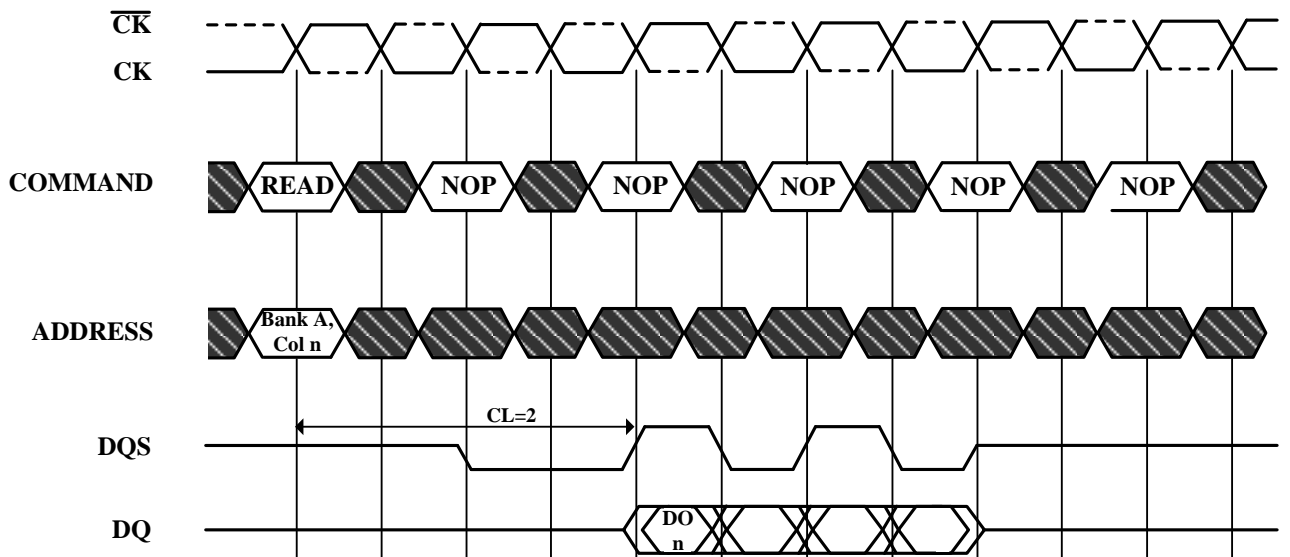 CK
CK
COMMAND READ NOP NOP NOP NOP NOP
ADDRESS Bank A,
Col n
CL=2
DQS
DQ DO
n